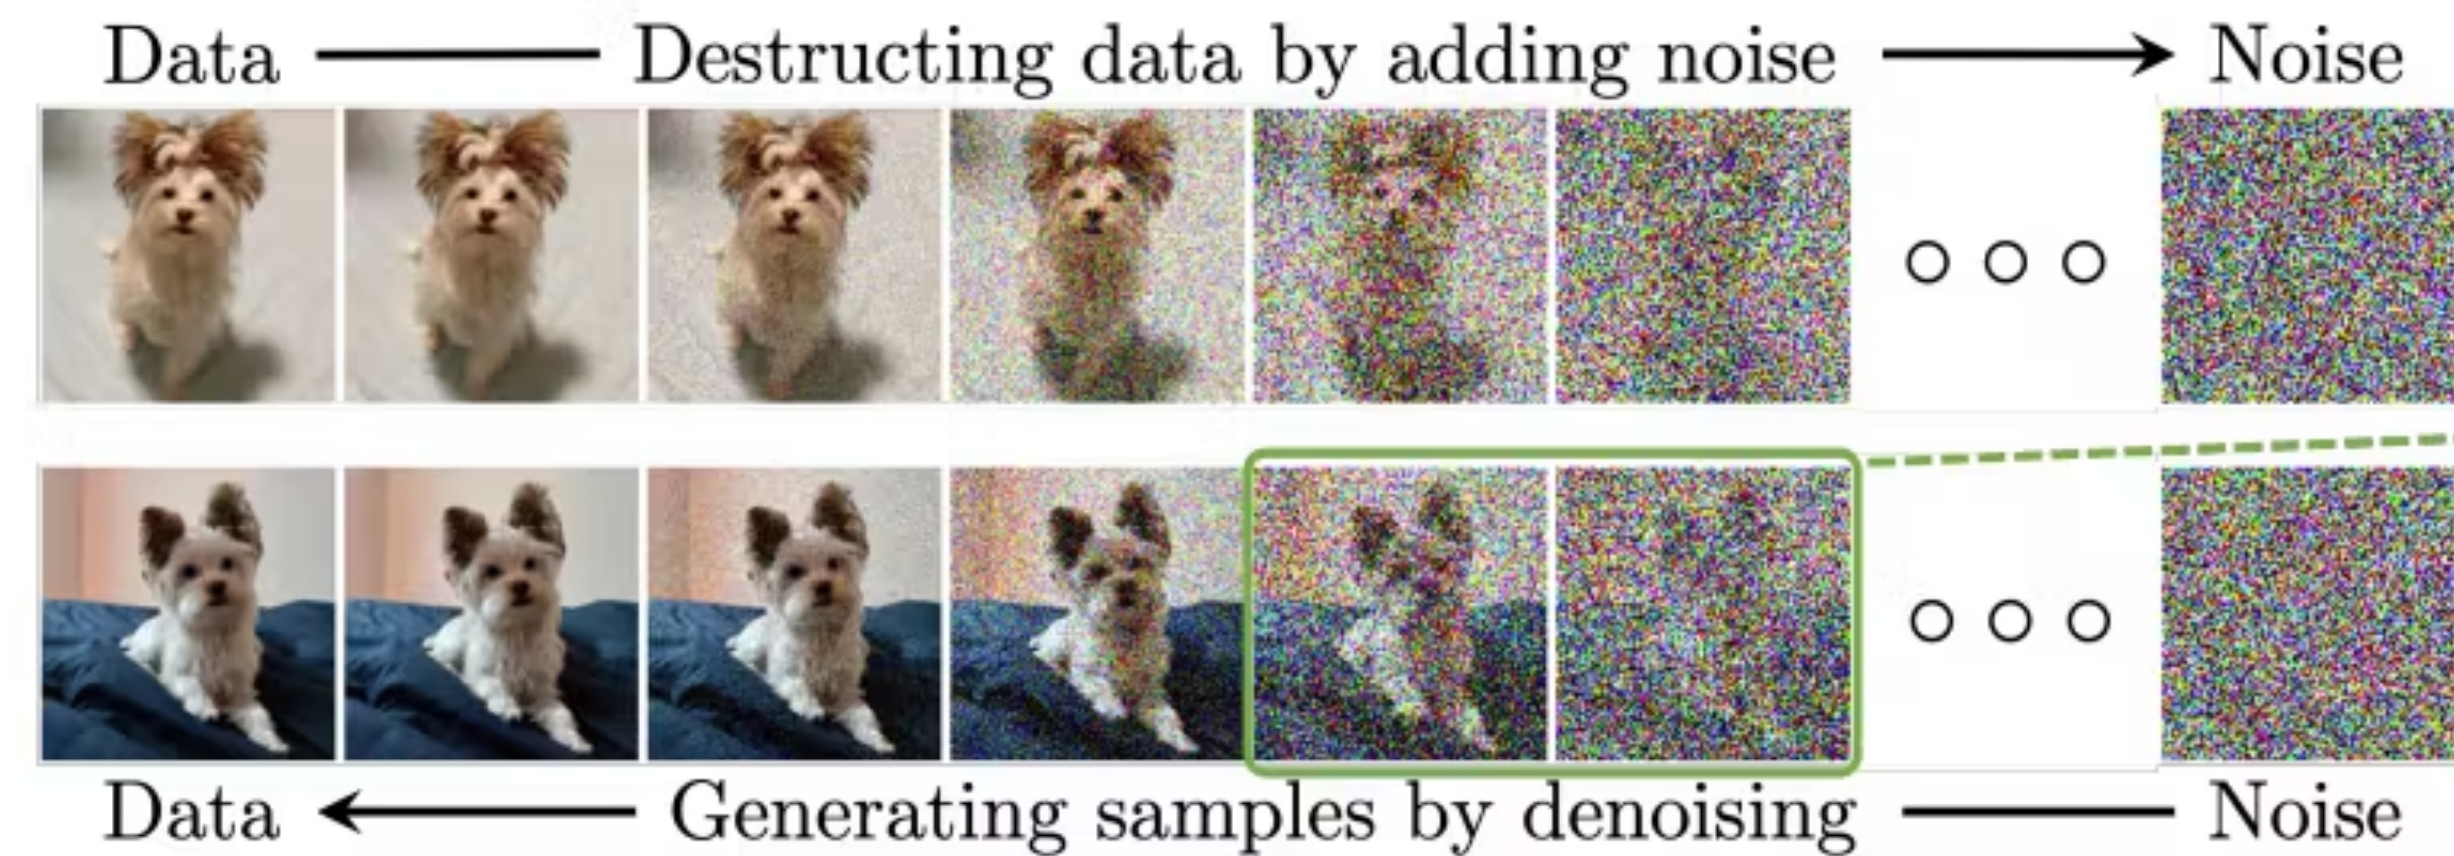 Data Destructing data by adding noise Noise
Data Generating samples by denoising Noise